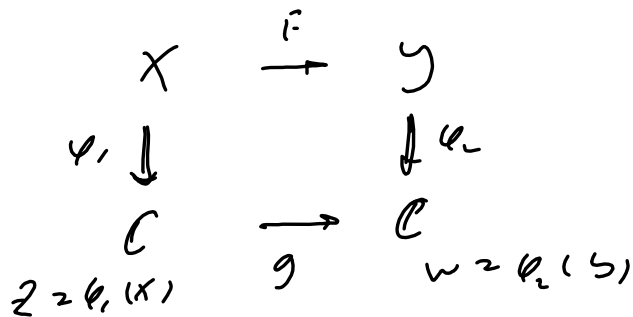 F
X → Y
φ₁ ↓ ↓ φ₂
C → C
g
z = φ₁(x) w = φ₂(y)